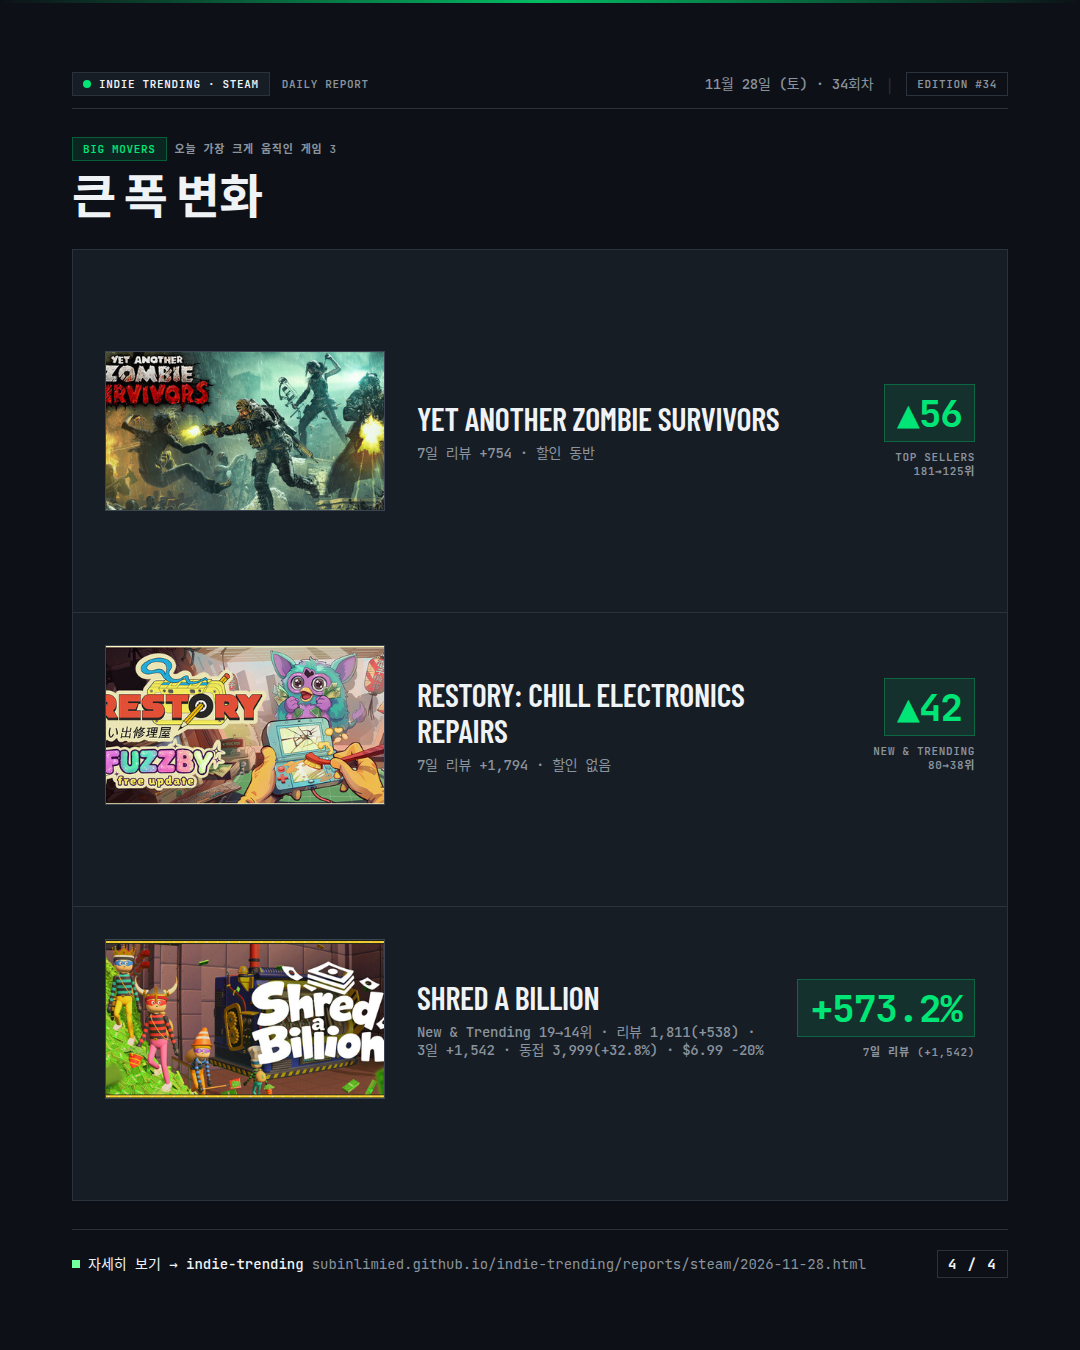 INDIE TRENDING · STEAM DAILY REPORT 11월 28일 (토) · 34회차 EDITION #34
BIG MOVERS 오늘 가장 크게 움직인 게임 3
큰 폭 변화
YET ANOTHER
ZOMBIE
RVIVORS
YET ANOTHER ZOMBIE SURVIVORS
7일 리뷰 +754 · 할인 동반
▲56
TOP SELLERS
181→125위
RESTORY
い出修理屋
FUZZBY
free update
RESTORY: CHILL ELECTRONICS
REPAIRS
7일 리뷰 +1,794 · 할인 없음
▲42
NEW & TRENDING
80→38위
Shred
a
Billion
SHRED A BILLION
New & Trending 19→14위 · 리뷰 1,811(+538) ·
3일 +1,542 · 동접 3,999(+32.8%) · $6.99 -20%
+573.2%
7일 리뷰 (+1,542)
자세히 보기 → indie-trending subinlimied.github.io/indie-trending/reports/steam/2026-11-28.html 4 / 4